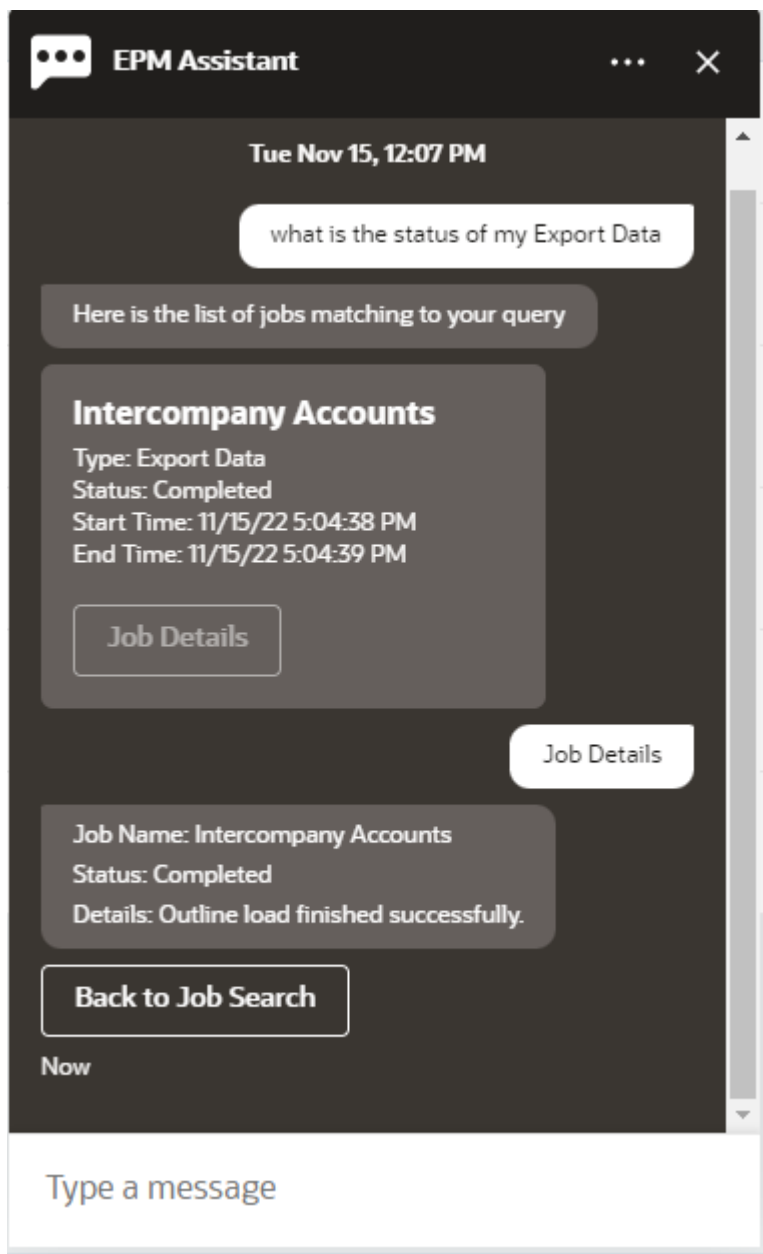 EPM Assistant
Tue Nov 15, 12:07 PM
what is the status of my Export Data
Here is the list of jobs matching to your query
Intercompany Accounts
Type: Export Data
Status: Completed
Start Time: 11/15/22 5:04:38 PM
End Time: 11/15/22 5:04:39 PM
Job Details
Job Details
Job Name: Intercompany Accounts
Status: Completed
Details: Outline load finished successfully.
Back to Job Search
Now
Type a message